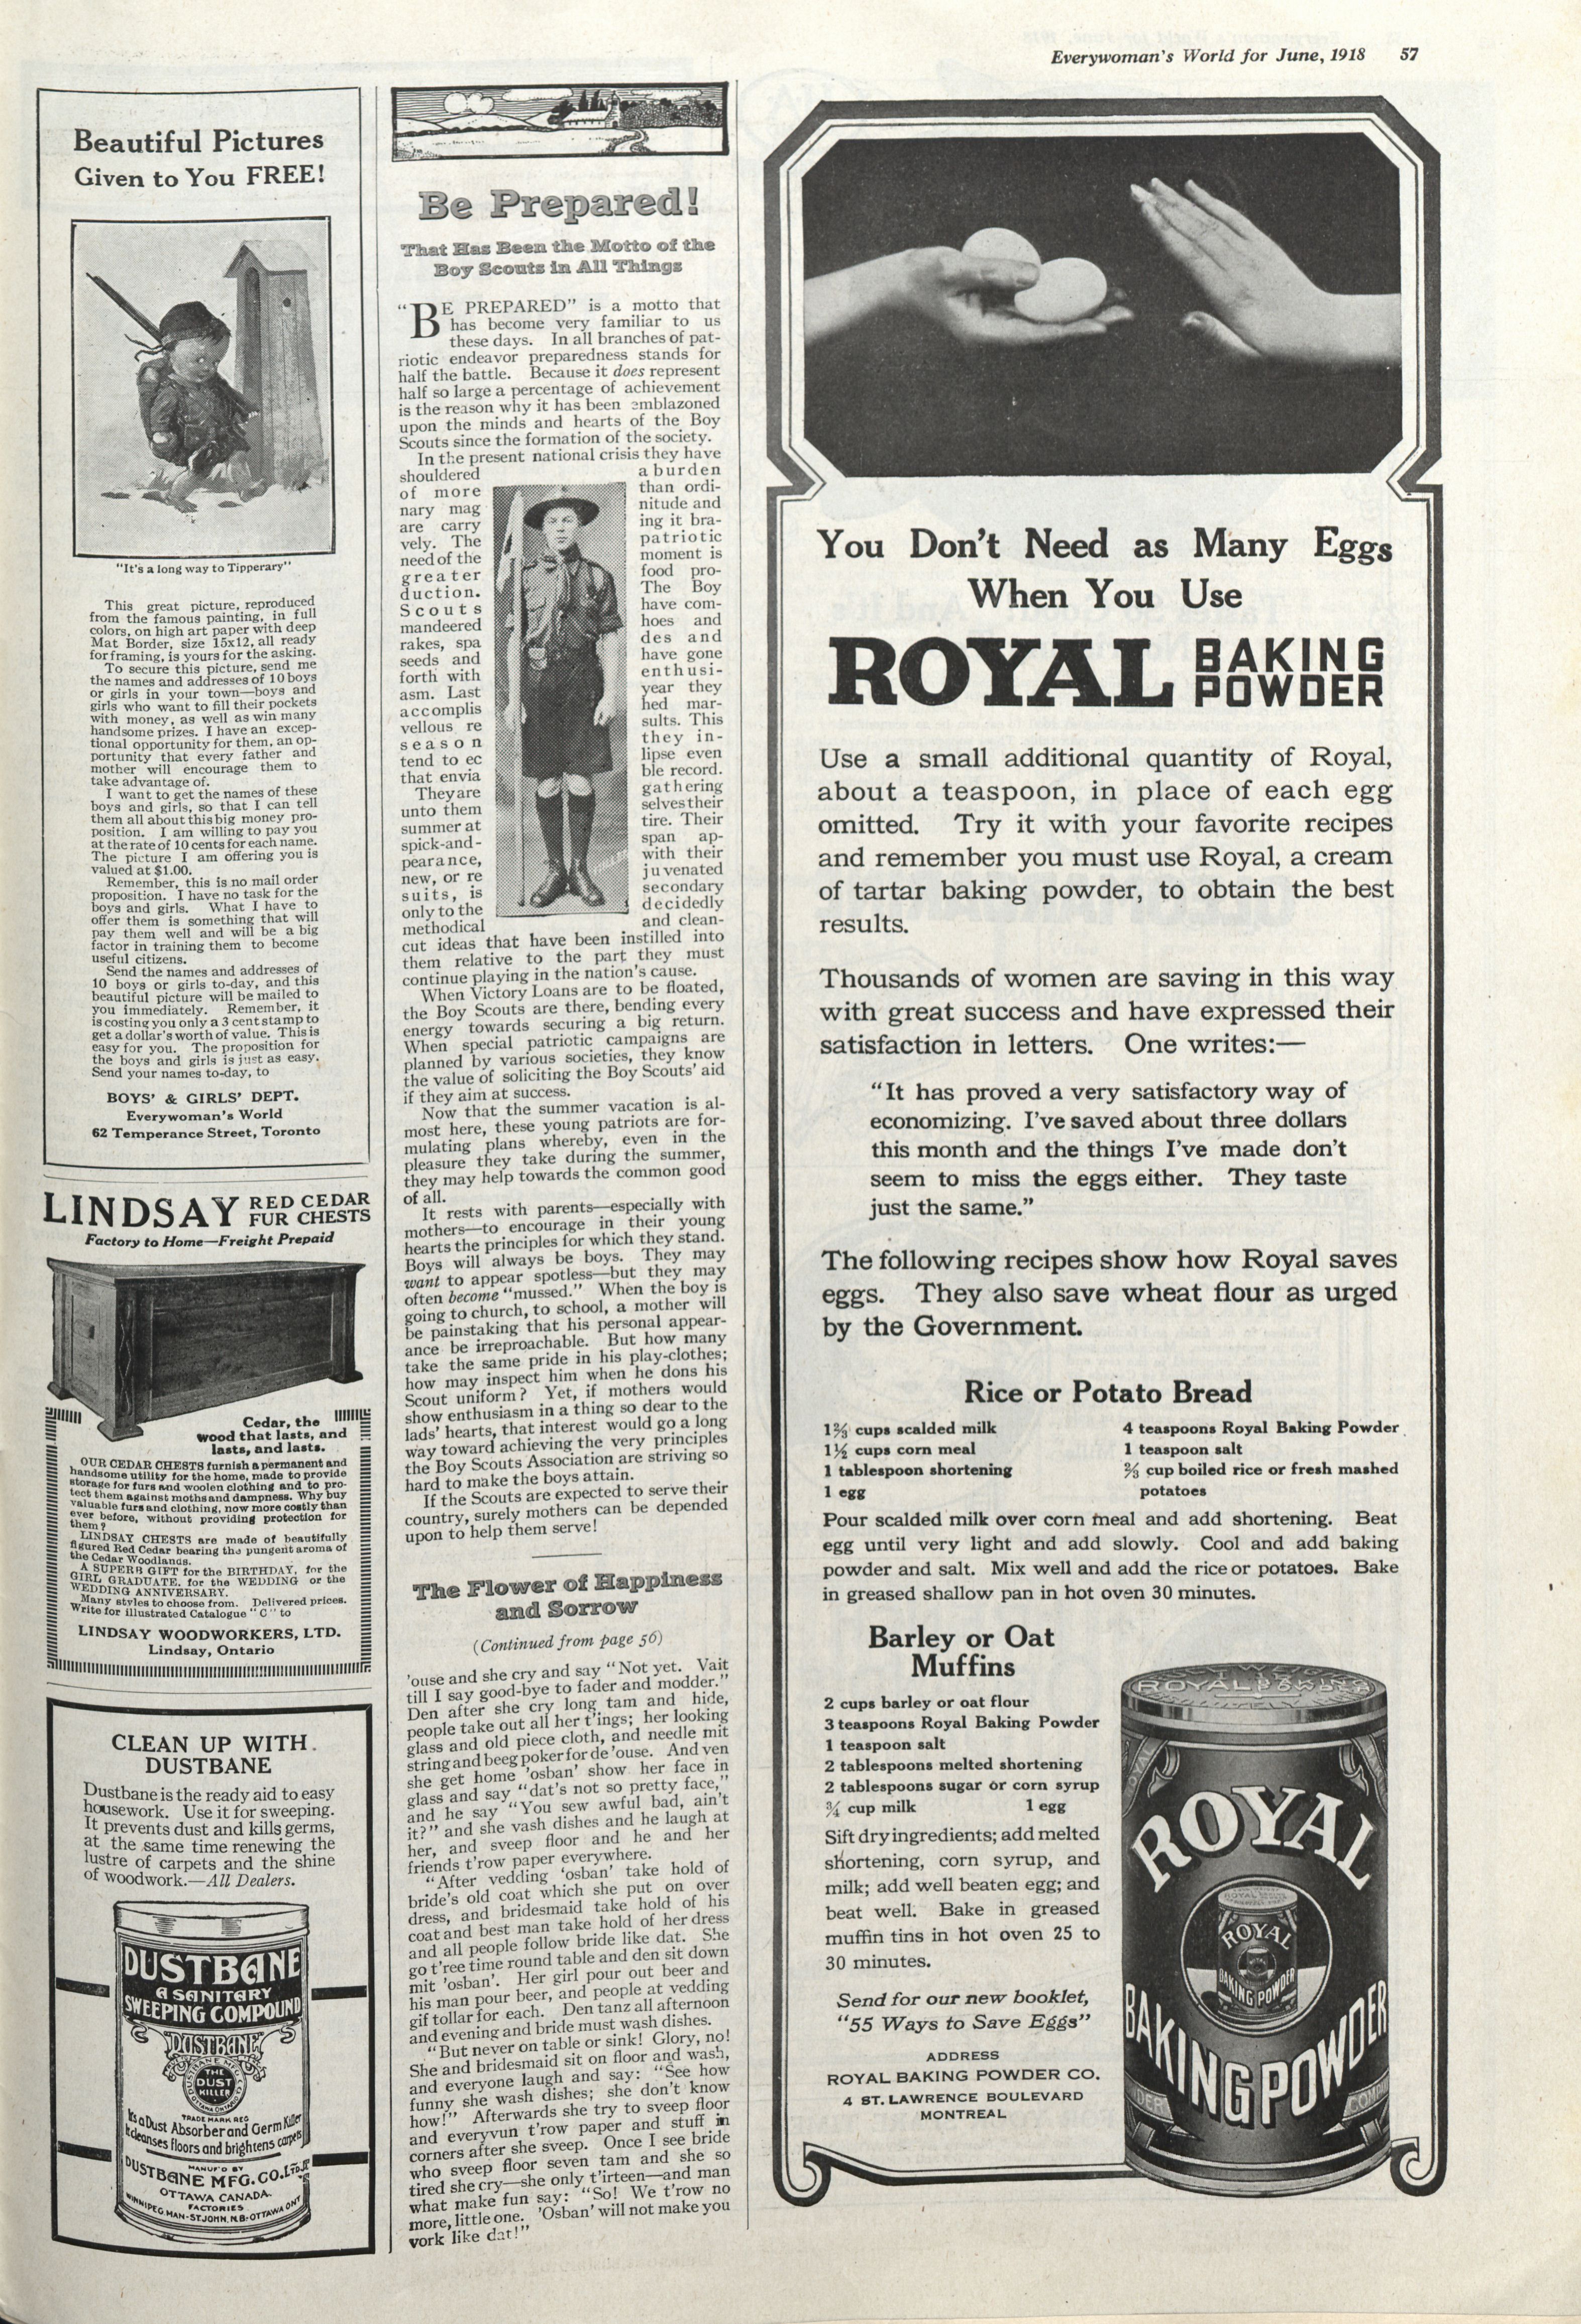 Everywoman's World for June, 1918 57
Beautiful Pictures
Given to You FREE!
"It's a long way to Tipperary"
This great picture, reproduced
from the famous painting, in full
colors, on high art paper with deep
Mat Border, size 15x12, all ready
for framing, is yours for the asking.
To secure this picture, send me
the names and addresses of 10 boys
or girls in your town—boys and
girls who want to fill their pockets
with money, as well as win many
handsome prizes. I have an excep-
tional opportunity for them, an op-
portunity that every father and
mother will encourage them to
take advantage of.
I want to get the names of these
boys and girls, so that I can tell
them all about this big money pro-
position. I am willing to pay you
at the rate of 10 cents for each name.
The picture I am offering you is
valued at $1.00.
Remember, this is no mail order
proposition. I have no task for the
boys and girls. What I have to
offer them is something that will
pay them well and will be a big
factor in training them to become
useful citizens.
Send the names and addresses of
10 boys or girls to-day, and this
beautiful picture will be mailed to
you immediately. Remember, it
is costing you only a 3 cent stamp to
get a dollar's worth of value. This is
easy for you. The proposition for
the boys and girls is just as easy.
Send your names to-day, to
BOYS' & GIRLS' DEPT.
Everywoman's World
62 Temperance Street, Toronto
LINDSAY RED CEDAR
FUR CHESTS
Factory to Home—Freight Prepaid
Cedar, the
wood that lasts, and
lasts, and lasts.
OUR CEDAR CHESTS furnish a permanent and
handsome utility for the home, made to provide
storage for furs and woolen clothing and to pro-
tect them against moths and dampness. Why buy
valuable furs and clothing, now more costly than
ever before, without providing protection for
them?
LINDSAY CHESTS are made of beautifully
figured Red Cedar bearing the pungent aroma of
the Cedar Woodlands.
A SUPERB GIFT for the BIRTHDAY, for the
GIRL GRADUATE, for the WEDDING or the
WEDDING ANNIVERSARY.
Many styles to choose from. Delivered prices.
Write for illustrated Catalogue "C" to
LINDSAY WOODWORKERS, LTD.
Lindsay, Ontario
CLEAN UP WITH
DUSTBANE
Dustbane is the ready aid to easy
housework. Use it for sweeping.
It prevents dust and kills germs,
at the same time renewing the
lustre of carpets and the shine
of woodwork.—All Dealers.
DUSTBANE
A SANITARY
SWEEPING COMPOUND
DUSTBANE
DUSTBANE MFG. CO.
THE
DUST
KILLER
OTTAWA ONTARIO
TRADE MARK REG
It's a Dust Absorber and Germ Killer
It cleanses floors and brightens carpets
MANUF'D BY
DUSTBANE MFG. CO. LTD
OTTAWA CANADA.
FACTORIES
WINNIPEG, MAN-ST. JOHN, N.B-OTTAWA ONT
Be Prepared!
That Has Been the Motto of the
Boy Scouts in All Things
"BE PREPARED" is a motto that
has become very familiar to us
these days. In all branches of pat-
riotic endeavor preparedness stands for
half the battle. Because it does represent
half so large a percentage of achievement
is the reason why it has been emblazoned
upon the minds and hearts of the Boy
Scouts since the formation of the society.
In the present national crisis they have
shouldered a burden
of more than ordi-
nary mag nitude and
are carry ing it bra-
vely. The patriotic
need of the moment is
greater food pro-
duction. The Boy
Scouts have com-
mandeered hoes and
rakes, spa des and
seeds and have gone
forth with enthusi-
asm. Last year they
accomplis hed mar-
vellous re sults. This
season they in-
tend to ec lipse even
that envia ble record.
They are gathering
unto them selves their
summer at tire. Their
spick-and- span ap-
pearance, with their
new, or re juvenated
suits, is secondary
only to the decidedly
methodical and clean-
cut ideas that have been instilled into
them relative to the part they must
continue playing in the nation's cause.
When Victory Loans are to be floated,
the Boy Scouts are there, bending every
energy towards securing a big return.
When special patriotic campaigns are
planned by various societies, they know
the value of soliciting the Boy Scouts' aid
if they aim at success.
Now that the summer vacation is al-
most here, these young patriots are for-
mulating plans whereby, even in the
pleasure they take during the summer,
they may help towards the common good
of all.
It rests with parents—especially with
mothers—to encourage in their young
hearts the principles for which they stand.
Boys will always be boys. They may
want to appear spotless—but they may
often become "mussed." When the boy is
going to church, to school, a mother will
be painstaking that his personal appear-
ance be irreproachable. But how many
take the same pride in his play-clothes;
how may inspect him when he dons his
Scout uniform? Yet, if mothers would
show enthusiasm in a thing so dear to the
lads' hearts, that interest would go a long
way toward achieving the very principles
the Boy Scouts Association are striving so
hard to make the boys attain.
If the Scouts are expected to serve their
country, surely mothers can be depended
upon to help them serve!
The Flower of Happiness
and Sorrow
(Continued from page 56)
'ouse and she cry and say "Not yet. Vait
till I say good-bye to fader and modder."
Den after she cry long tam and hide,
people take out all her t'ings; her looking
glass and old piece cloth, and needle mit
string and beeg poker for de 'ouse. And ven
she get home 'osban' show her face in
glass and say "dat's not so pretty face,"
and he say "You sew awful bad, ain't
it?" and she vash dishes and he laugh at
her, and sveep floor and he and her
friends t'row paper everywhere.
"After vedding 'osban' take hold of
bride's old coat which she put on over
dress, and bridesmaid take hold of his
coat and best man take hold of her dress
and all people follow bride like dat. She
go t'ree time round table and den sit down
mit 'osban'. Her girl pour out beer and
his man pour beer, and people at vedding
gif tollar for each. Den tanz all afternoon
and evening and bride must wash dishes.
"But never on table or sink! Glory, no!
She and bridesmaid sit on floor and wash,
and everyone laugh and say: "See how
funny she wash dishes; she don't know
how!" Afterwards she try to sveep floor
and everyvun t'row paper and stuff in
corners after she sveep. Once I see bride
who sveep floor seven tam and she so
tired she cry—she only t'irteen—and man
what make fun say: "So! We t'row no
more, little one. 'Osban' will not make you
vork like dat!"
You Don't Need as Many Eggs
When You Use
ROYAL BAKING
POWDER
Use a small additional quantity of Royal,
about a teaspoon, in place of each egg
omitted. Try it with your favorite recipes
and remember you must use Royal, a cream
of tartar baking powder, to obtain the best
results.
Thousands of women are saving in this way
with great success and have expressed their
satisfaction in letters. One writes:—
"It has proved a very satisfactory way of
economizing. I've saved about three dollars
this month and the things I've made don't
seem to miss the eggs either. They taste
just the same."
The following recipes show how Royal saves
eggs. They also save wheat flour as urged
by the Government.
Rice or Potato Bread
1⅔ cups scalded milk
1½ cups corn meal
1 tablespoon shortening
1 egg
4 teaspoons Royal Baking Powder
1 teaspoon salt
⅔ cup boiled rice or fresh mashed
potatoes
Pour scalded milk over corn meal and add shortening. Beat
egg until very light and add slowly. Cool and add baking
powder and salt. Mix well and add the rice or potatoes. Bake
in greased shallow pan in hot oven 30 minutes.
Barley or Oat
Muffins
2 cups barley or oat flour
3 teaspoons Royal Baking Powder
1 teaspoon salt
2 tablespoons melted shortening
2 tablespoons sugar or corn syrup
¾ cup milk 1 egg
Sift dry ingredients; add melted
shortening, corn syrup, and
milk; add well beaten egg; and
beat well. Bake in greased
muffin tins in hot oven 25 to
30 minutes.
Send for our new booklet,
"55 Ways to Save Eggs"
ADDRESS
ROYAL BAKING POWDER CO.
4 ST. LAWRENCE BOULEVARD
MONTREAL
ROYAL
ROYAL
BAKING POWDER
BAKING POWDER